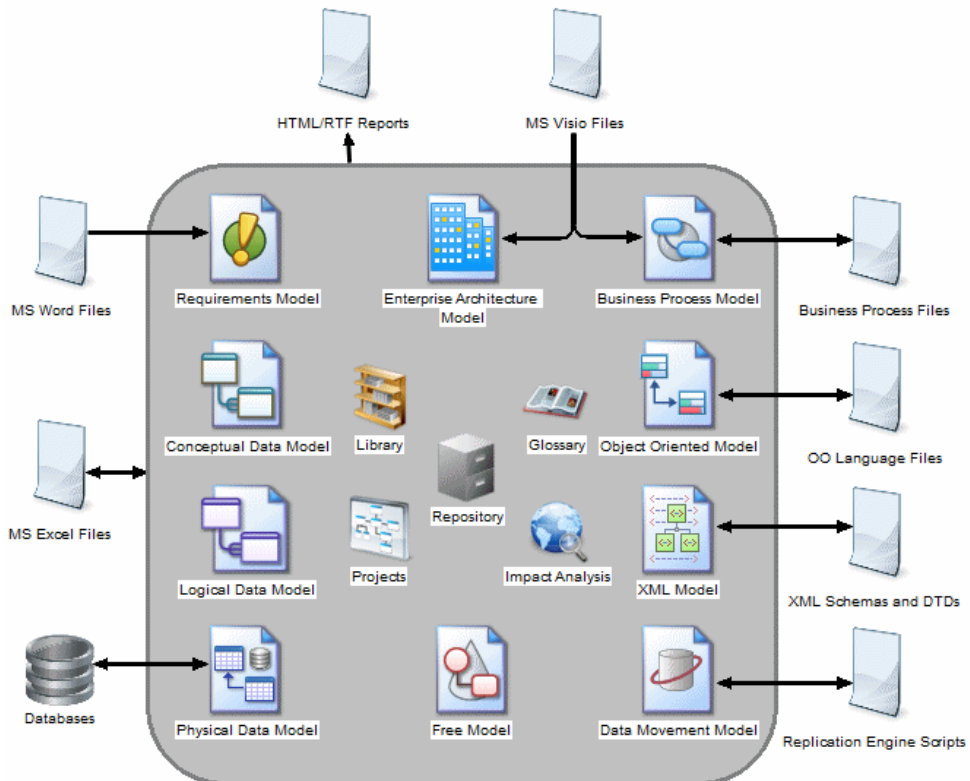 HTML/RTF Reports
MS Visio Files
MS Word Files
Requirements Model
Enterprise Architecture
Model
Business Process Model
Business Process Files
Conceptual Data Model
Library
Glossary
Object Oriented Model
OO Language Files
MS Excel Files
Repository
Logical Data Model
Projects
Impact Analysis
XML Model
XML Schemas and DTDs
Databases
Physical Data Model
Free Model
Data Movement Model
Replication Engine Scripts